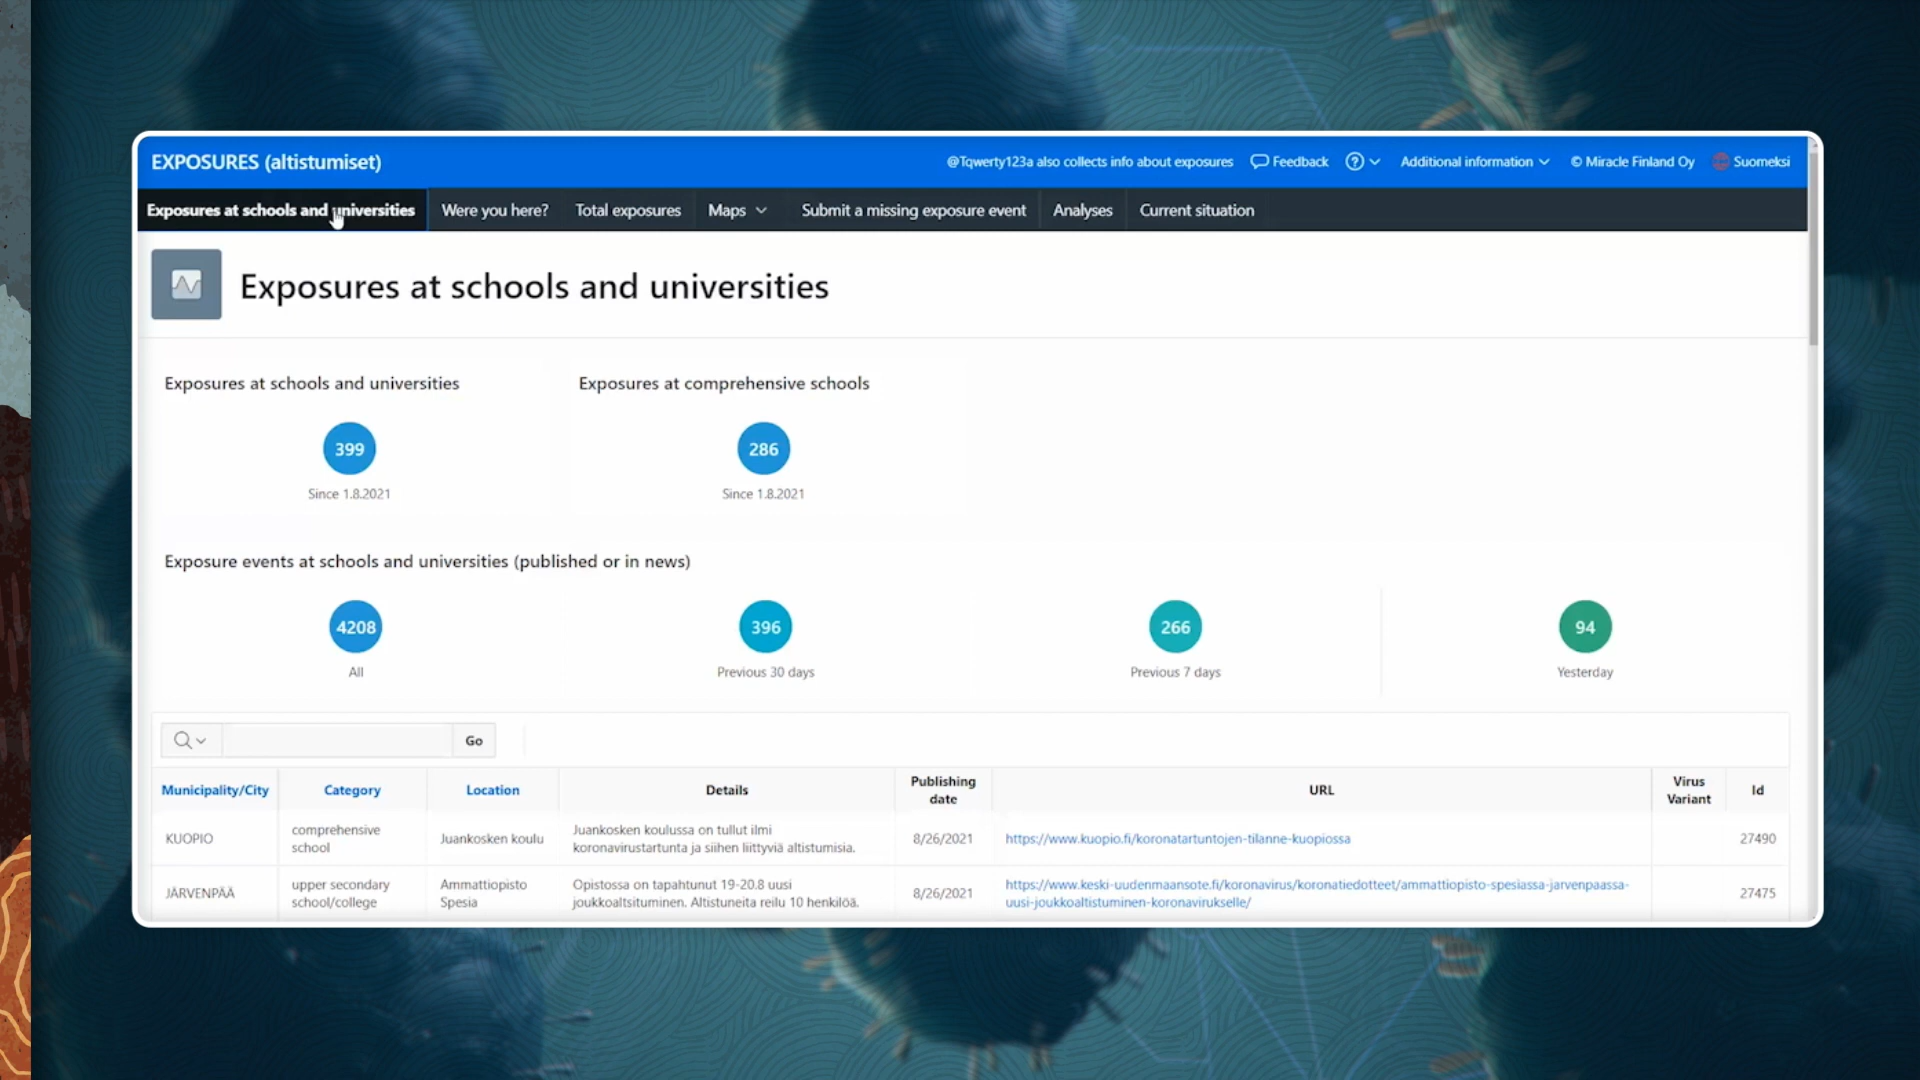 EXPOSURES (altistumiset)
@Tqwerty123a also collects info about exposures
Feedback
Additional information
© Miracle Finland Oy
Suomeksi
Exposures at schools and universities
Were you here?
Total exposures
Maps
Submit a missing exposure event
Analyses
Current situation
Exposures at schools and universities
Exposures at schools and universities
399
Since 1.8.2021
Exposures at comprehensive schools
286
Since 1.8.2021
Exposure events at schools and universities (published or in news)
4208
All
396
Previous 30 days
266
Previous 7 days
94
Yesterday
Go
Municipality/City
Category
Location
Details
Publishing
date
URL
Virus
Variant
Id
KUOPIO
comprehensive
school
Juankosken koulu
Juankosken koulussa on tullut ilmi
koronavirustartunta ja siihen liittyviä altistumisia.
8/26/2021
https://www.kuopio.fi/koronatartuntojen-tilanne-kuopiossa
27490
JÄRVENPÄÄ
upper secondary
school/college
Ammattiopisto
Spesia
Opistossa on tapahtunut 19-20.8 uusi
joukkoaltsituminen. Altistuneita reilu 10 henkilöä.
8/26/2021
https://www.keski-uudenmaansote.fi/koronavirus/koronatiedotteet/ammattiopisto-spesiassa-jarvenpaassa-
uusi-joukkoaltistuminen-koronavirukselle/
27475